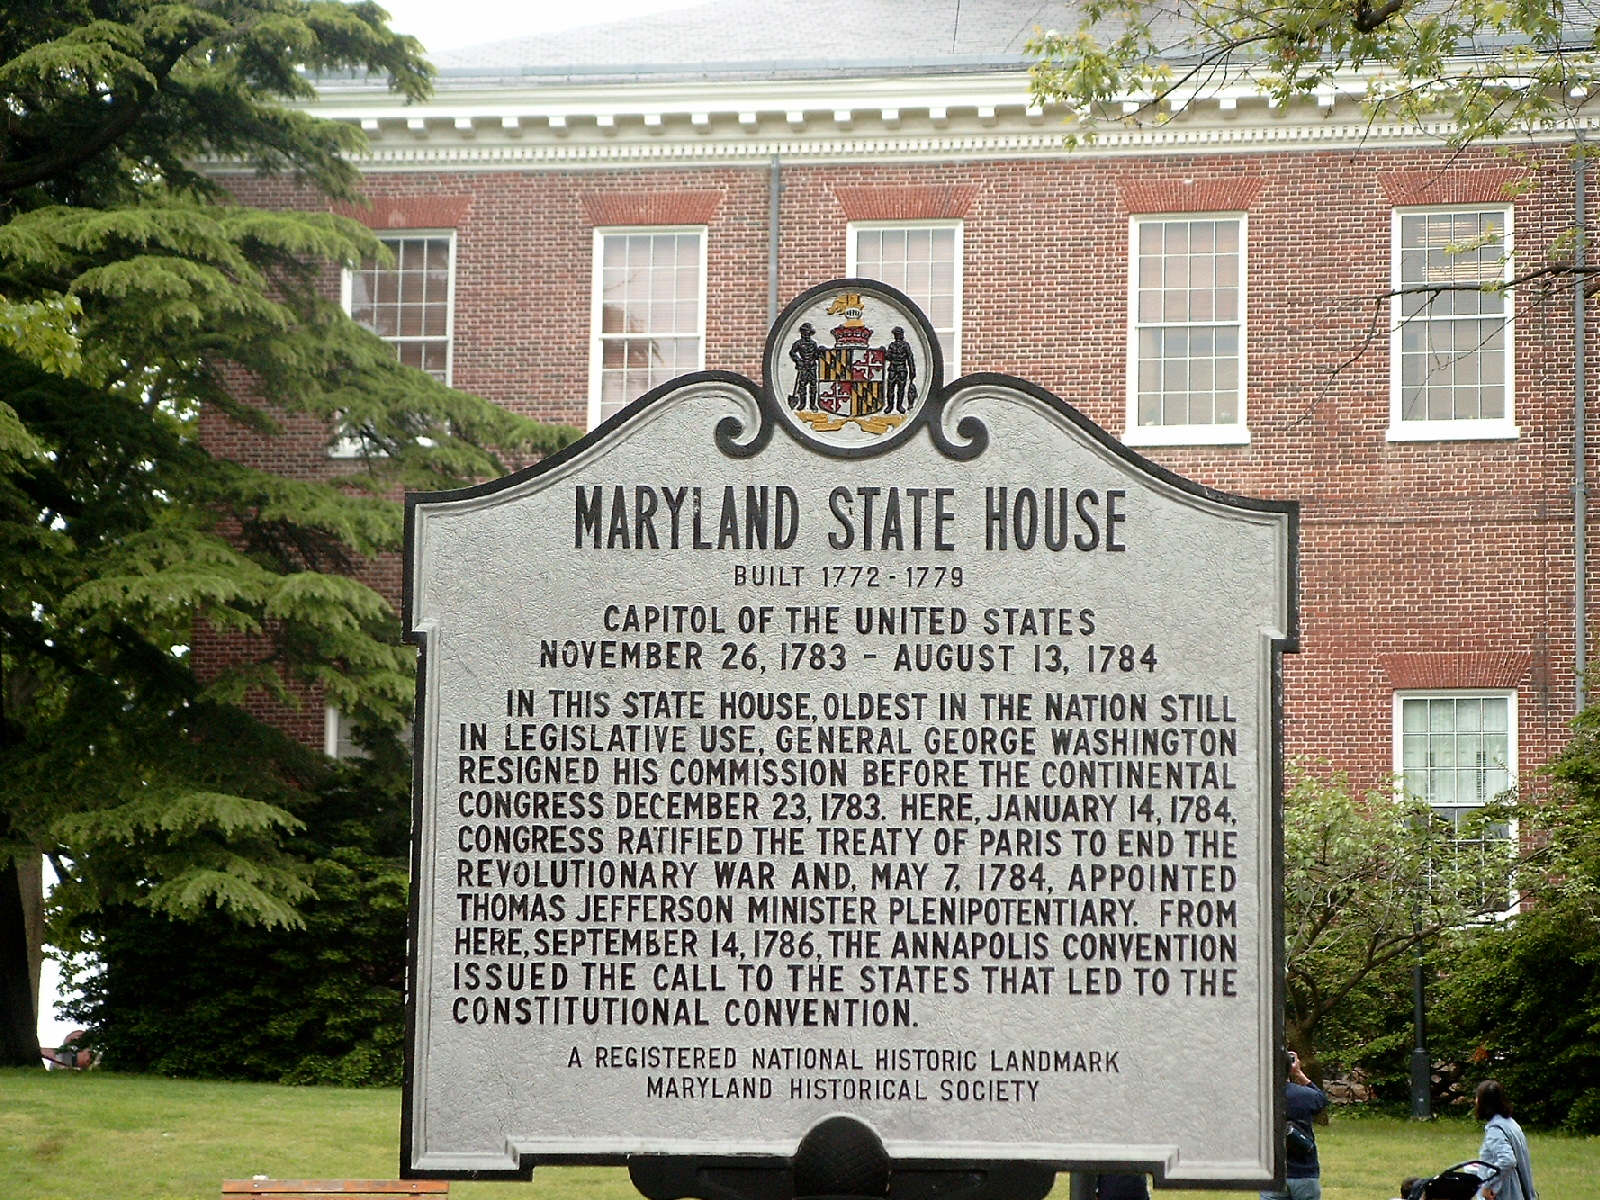 MARYLAND STATE HOUSE
BUILT 1772-1779
CAPITOL OF THE UNITED STATES
NOVEMBER 26, 1783 - AUGUST 13, 1784
IN THIS STATE HOUSE, OLDEST IN THE NATION STILL
IN LEGISLATIVE USE, GENERAL GEORGE WASHINGTON
RESIGNED HIS COMMISSION BEFORE THE CONTINENTAL
CONGRESS DECEMBER 23, 1783. HERE, JANUARY 14, 1784,
CONGRESS RATIFIED THE TREATY OF PARIS TO END THE
REVOLUTIONARY WAR AND, MAY 7, 1784, APPOINTED
THOMAS JEFFERSON MINISTER PLENIPOTENTIARY. FROM
HERE, SEPTEMBER 14, 1786, THE ANNAPOLIS CONVENTION
ISSUED THE CALL TO THE STATES THAT LED TO THE
CONSTITUTIONAL CONVENTION.
A REGISTERED NATIONAL HISTORIC LANDMARK
MARYLAND HISTORICAL SOCIETY